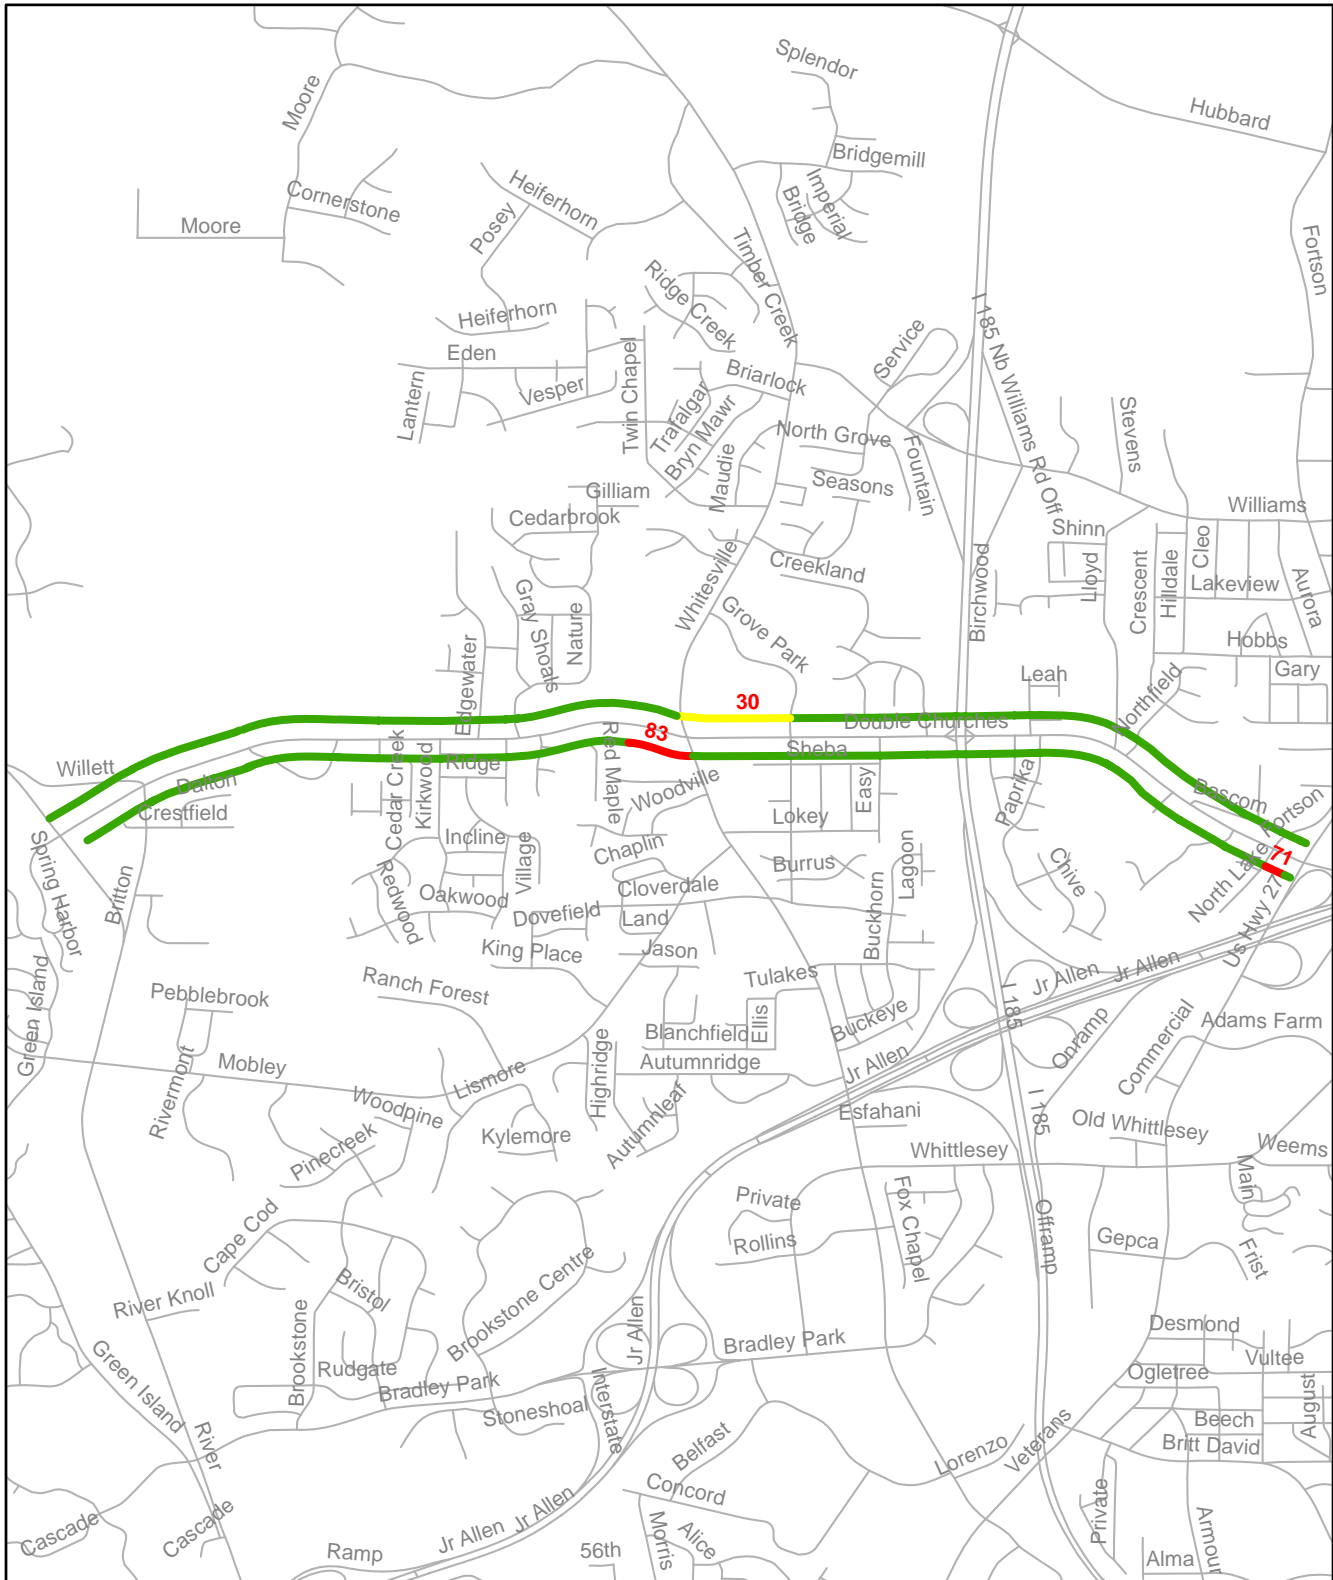 Splendor
Moore
Hubbard
Bridgemill
Heiferhorn
Cornerstone
Imperial
Bridge
Moore
Posey
Timber Creek
Fortson
Ridge Creek
Heiferhorn
I 185 Nb Williams Rd Off
Service
Eden
Twin Chapel
Briarlock
Vesper
Lantern
Trafalgar
Bryn Mawr
Stevens
North Grove
Fountain
Maudie
Seasons
Gilliam
Williams
Cedarbrook
Shinn
Creekland
Whitesville
Lloyd
Crescent
Hilldale
Cleo
Lakeview
Aurora
Birchwood
Gray Shoals
Nature
Grove Park
Hobbs
Edgewater
Leah
Gary
Northfield
30
83
Double Churches
Sheba
Red Maple
Willett
Dalton
Ridge
Cedar Creek
Kirkwood
Woodville
Easy
Paprika
Bascom
Fortson
Crestfield
Lokey
Incline
Spring Harbor
Chaplin
Village
Burrus
Lagoon
Chive
71
North Lake
Us Hwy 27
Britton
Redwood
Oakwood
Cloverdale
Dovefield
Land
Buckhorn
King Place
Jason
Tulakes
Jr Allen
Jr Allen
Green Island
Ranch Forest
Pebblebrook
Ellis
Blanchfield
Buckeye
I 185
Onramp
Commercial
Adams Farm
Mobley
Lismore
Highridge
Autumnridge
Jr Allen
Rivermont
Woodpine
Kylemore
Autumnleaf
Esfahani
I 185
Old Whittlesey
Pinecreek
Whittlesey
Weems
Main
Private
Fox Chapel
Cape Cod
Rollins
Offramp
Gepca
Frist
River Knoll
Bristol
Brookstone Centre
Brookstone
Jr Allen
Bradley Park
Desmond
Green Island
Rudgate
Vultee
Ogletree
Bradley Park
Interstate
August
Stoneshoal
Beech
River
Belfast
Veterans
Britt David
Lorenzo
Concord
Cascade
Cascade
Jr Allen
Jr Allen
Morris
Alice
Private
Armour
Ramp
56th
Alma